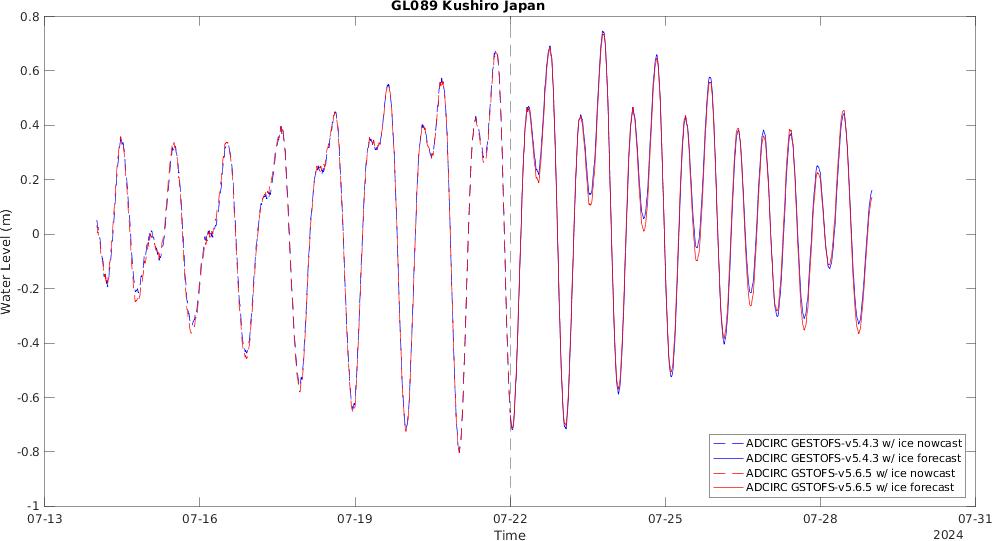 GL089 Kushiro Japan
0.8
0.6
0.4
0.2
0
-0.2
-0.4
-0.6
-0.8
-1
Water Level (m)
ADCIRC GESTOFS-v5.4.3 w/ ice nowcast
ADCIRC GESTOFS-v5.4.3 w/ ice forecast
ADCIRC GSTOFS-v5.6.5 w/ ice nowcast
ADCIRC GSTOFS-v5.6.5 w/ ice forecast
07-13 07-16 07-19 07-22 07-25 07-28 07-31
Time
2024